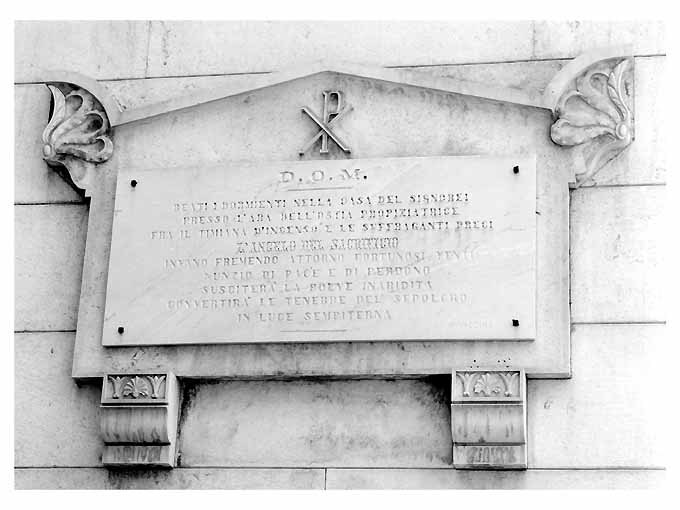 D.O.M.
BEATI I DORMIENTI NELLA CASA DEL SIGNORE!
PRESSO L'ARA DELL'OSTIA PROPIZIATRICE
FRA IL TIMIAMA D'INCENSO E LE SUFFRAGANTI PRECI
L'ANGELO DEL SACRIFICIO
INVANO FREMENDO ATTORNO FORTUNOSI VENTI
NUNZIO DI PACE E DI PERDONO
SUSCITERÀ LA POLVE INARIDITA
CONVERTIRÀ LE TENEBRE DEL SEPOLCRO
IN LUCE SEMPITERNA